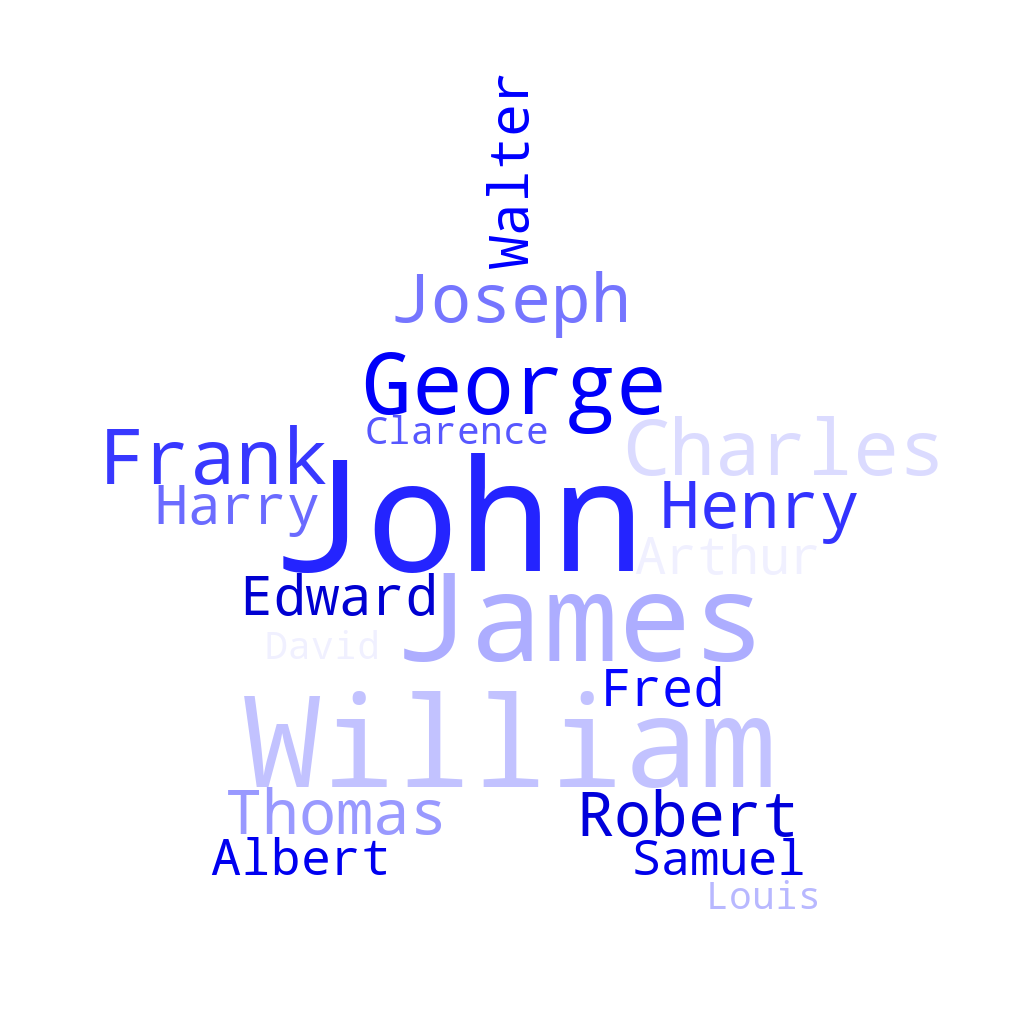 Walter
Joseph
George
Clarence
Charles
Frank
Harry
John
Henry
Arthur
Edward
James
David
Fred
William
Thomas
Robert
Albert
Samuel
Louis